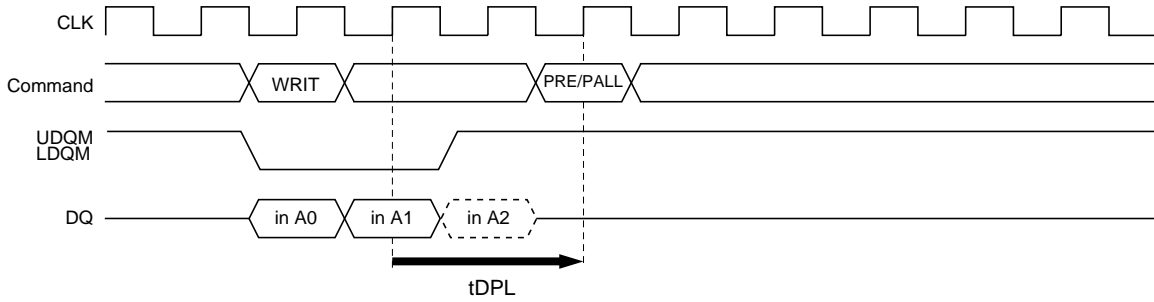 CLK
Command
WRIT
PRE/PALL
UDQM
LDQM
DQ
in A0
in A1
in A2
tDPL